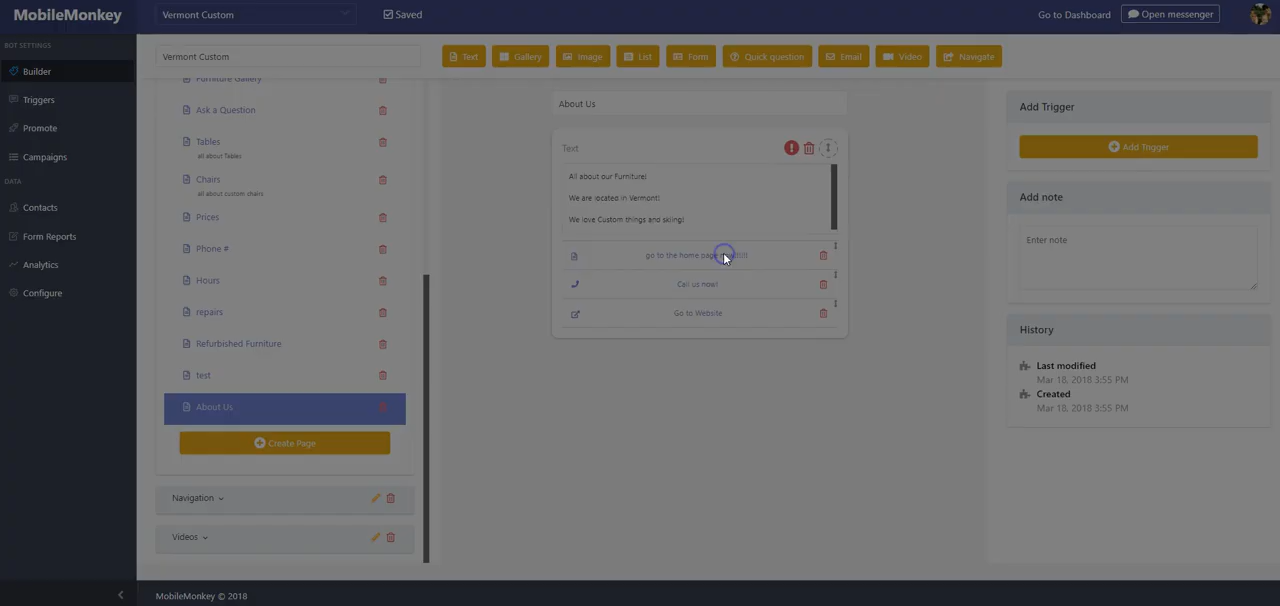 MobileMonkey
Vermont Custom
Saved
Go to Dashboard
Open messenger
BOT SETTINGS
Builder
Triggers
Promote
Campaigns
DATA
Contacts
Form Reports
Analytics
Configure
Vermont Custom
Text
Gallery
Image
List
Form
Quick question
Email
Video
Navigate
Furniture Gallery
Ask a Question
Tables
all about Tables
Chairs
all about custom chairs
Prices
Phone #
Hours
repairs
Refurbished Furniture
test
About Us
Create Page
Navigation
Videos
About Us
Text
All about our Furniture!
We are located in Vermont!
We love Custom things and skiing!
go to the home page
Call us now!
Go to Website
Add Trigger
Add Trigger
Add note
Enter note
History
Last modified
Mar 18, 2018 3:55 PM
Created
Mar 18, 2018 3:55 PM
MobileMonkey © 2018